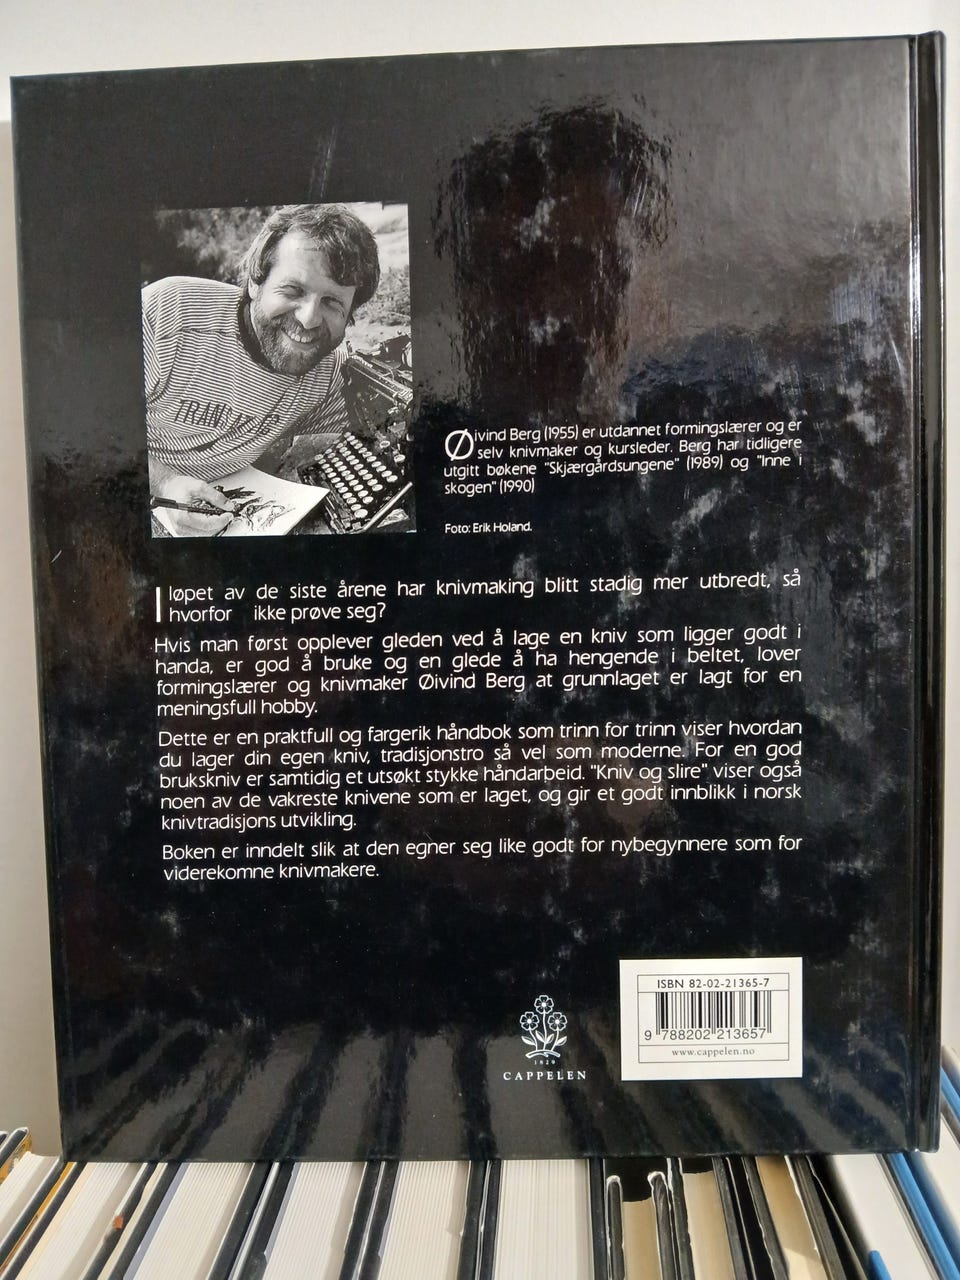 TRANS
Øivind Berg (1955) er utdannet formingslærer og er
selv knivmaker og kursleder. Berg har tidligere
utgitt bøkene "Skjærgårdsungene" (1989) og "Inne i
skogen" (1990)
Foto: Erik Holand.
I løpet av de siste årene har knivmaking blitt stadig mer utbredt, så
hvorfor ikke prøve seg?
Hvis man først opplever gleden ved å lage en kniv som ligger godt i
handa, er god å bruke og en glede å ha hengende i beltet, lover
formingslærer og knivmaker Øivind Berg at grunnlaget er lagt for en
meningsfull hobby.
Dette er en praktfull og fargerik håndbok som trinn for trinn viser hvordan
du lager din egen kniv, tradisjonstro så vel som moderne. For en god
brukskniv er samtidig et utsøkt stykke håndarbeid. "Kniv og slire" viser også
noen av de vakreste knivene som er laget, og gir et godt innblikk i norsk
knivtradisjons utvikling.
Boken er inndelt slik at den egner seg like godt for nybegynnere som for
viderekomne knivmakere.
1829
CAPPELEN
ISBN 82-02-21365-7
9 788202 213657
www.cappelen.no